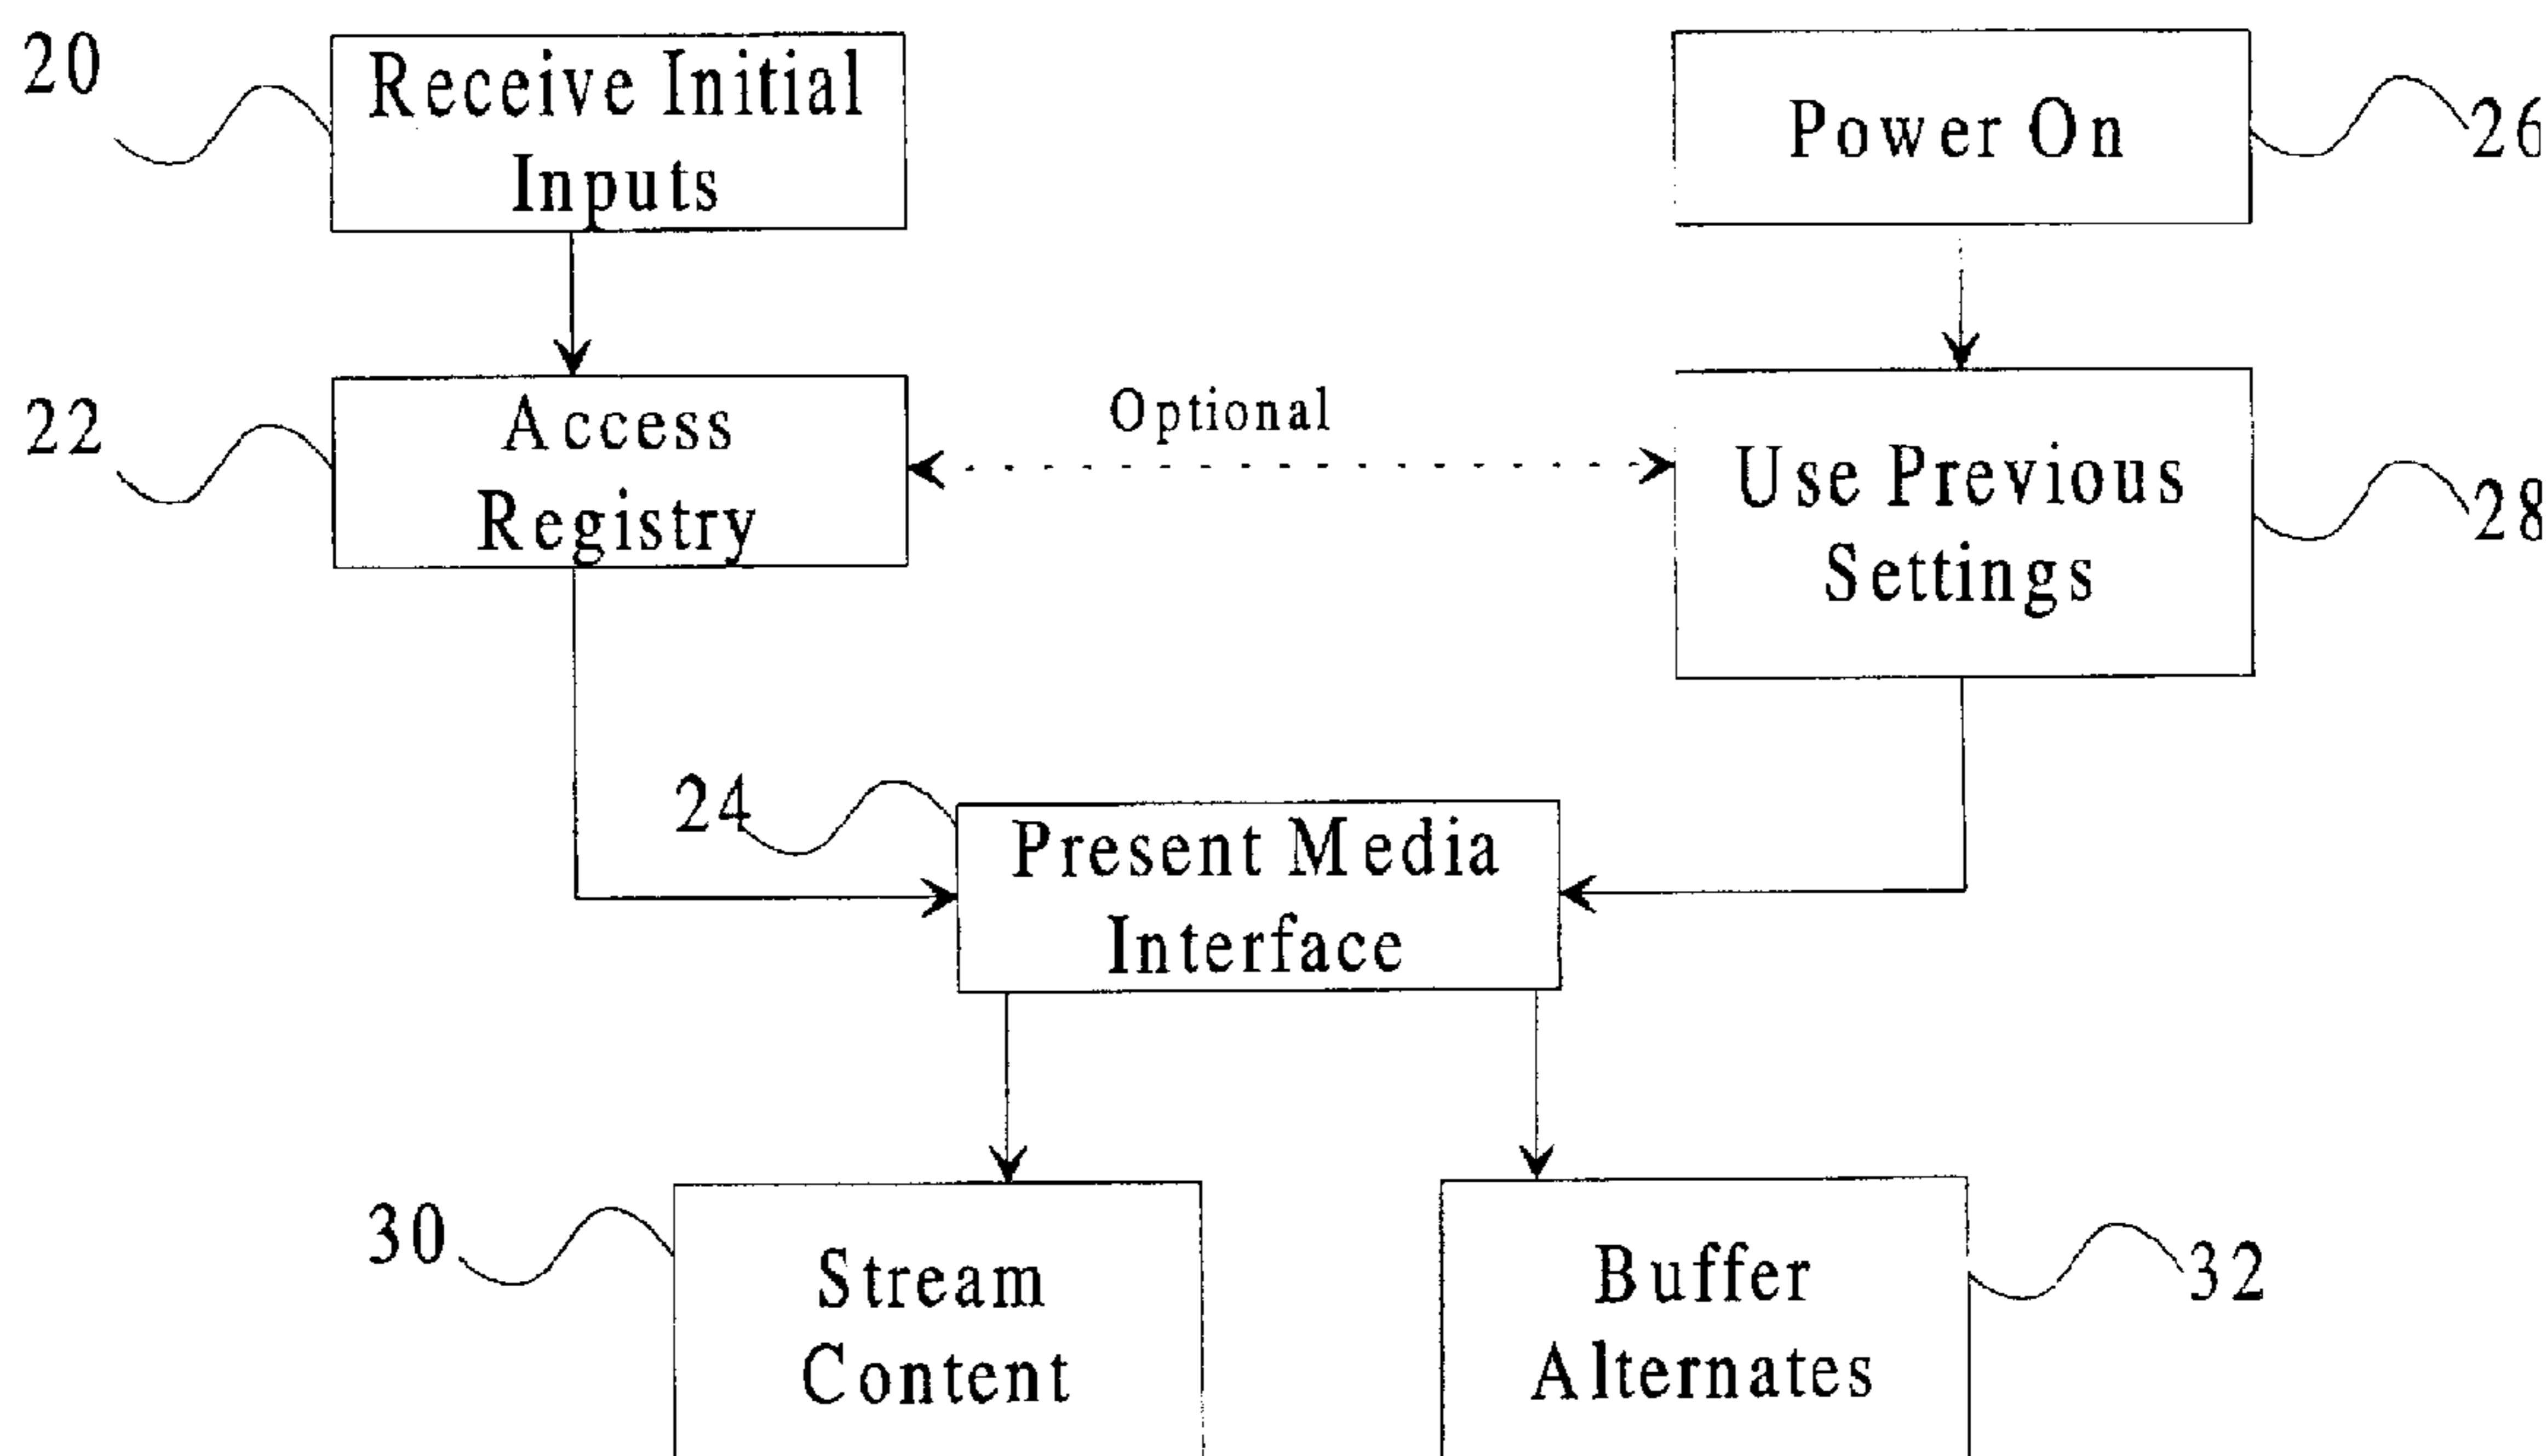 20
Receive Initial
Inputs
Power On
26
22
Access
Registry
Optional
Use Previous
Settings
28
24
Present Media
Interface
30
Stream
Content
Buffer
Alternates
32